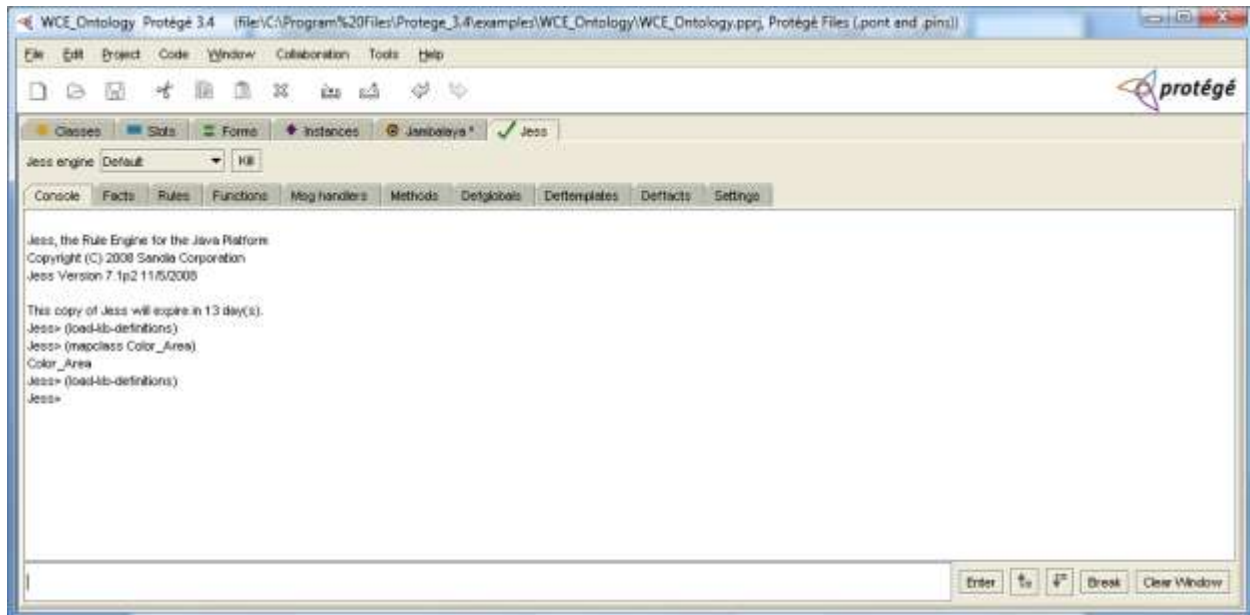 WCE_Ontology Protégé 3.4 (file:\C:\Program%20Files\Protege_3.4\examples\WCE_Ontology\WCE_Ontology.pprj, Protégé Files (.pont and .pins))
File Edit Project Code Window Collaboration Tools Help
protégé
Classes Slots Forms Instances Jambalaya * Jess
Jess engine Default Kill
Console Facts Rules Functions Msg handlers Methods Defglobals Deftemplates Deffacts Settings
Jess, the Rule Engine for the Java Platform
Copyright (C) 2008 Sandia Corporation
Jess Version 7.1p2 11/5/2008
This copy of Jess will expire in 13 day(s).
Jess> (load-lib-definitions)
Jess> (mapclass Color_Area)
Color_Area
Jess> (load-lib-definitions)
Jess>
Enter Break Clear Window